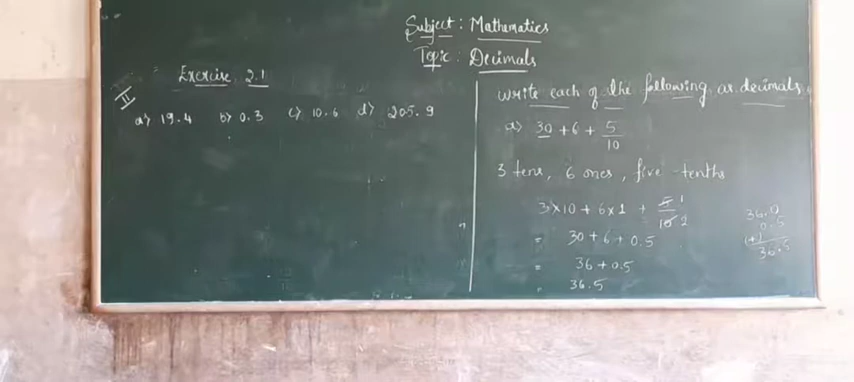 Subject : Mathematics
Topic : Decimals
Exercise 2.1
II
a) 19.4 b) 0.3 c) 10.6 d) 205.9
Write each of the following as decimals.
a) 30 + 6 + 5/10
3 tens, 6 ones, five tenths
3×10 + 6×1 + 5/10 1/2
= 30 + 6 + 0.5
= 36 + 0.5
= 36.5
36.0
0.5
(+)
36.5